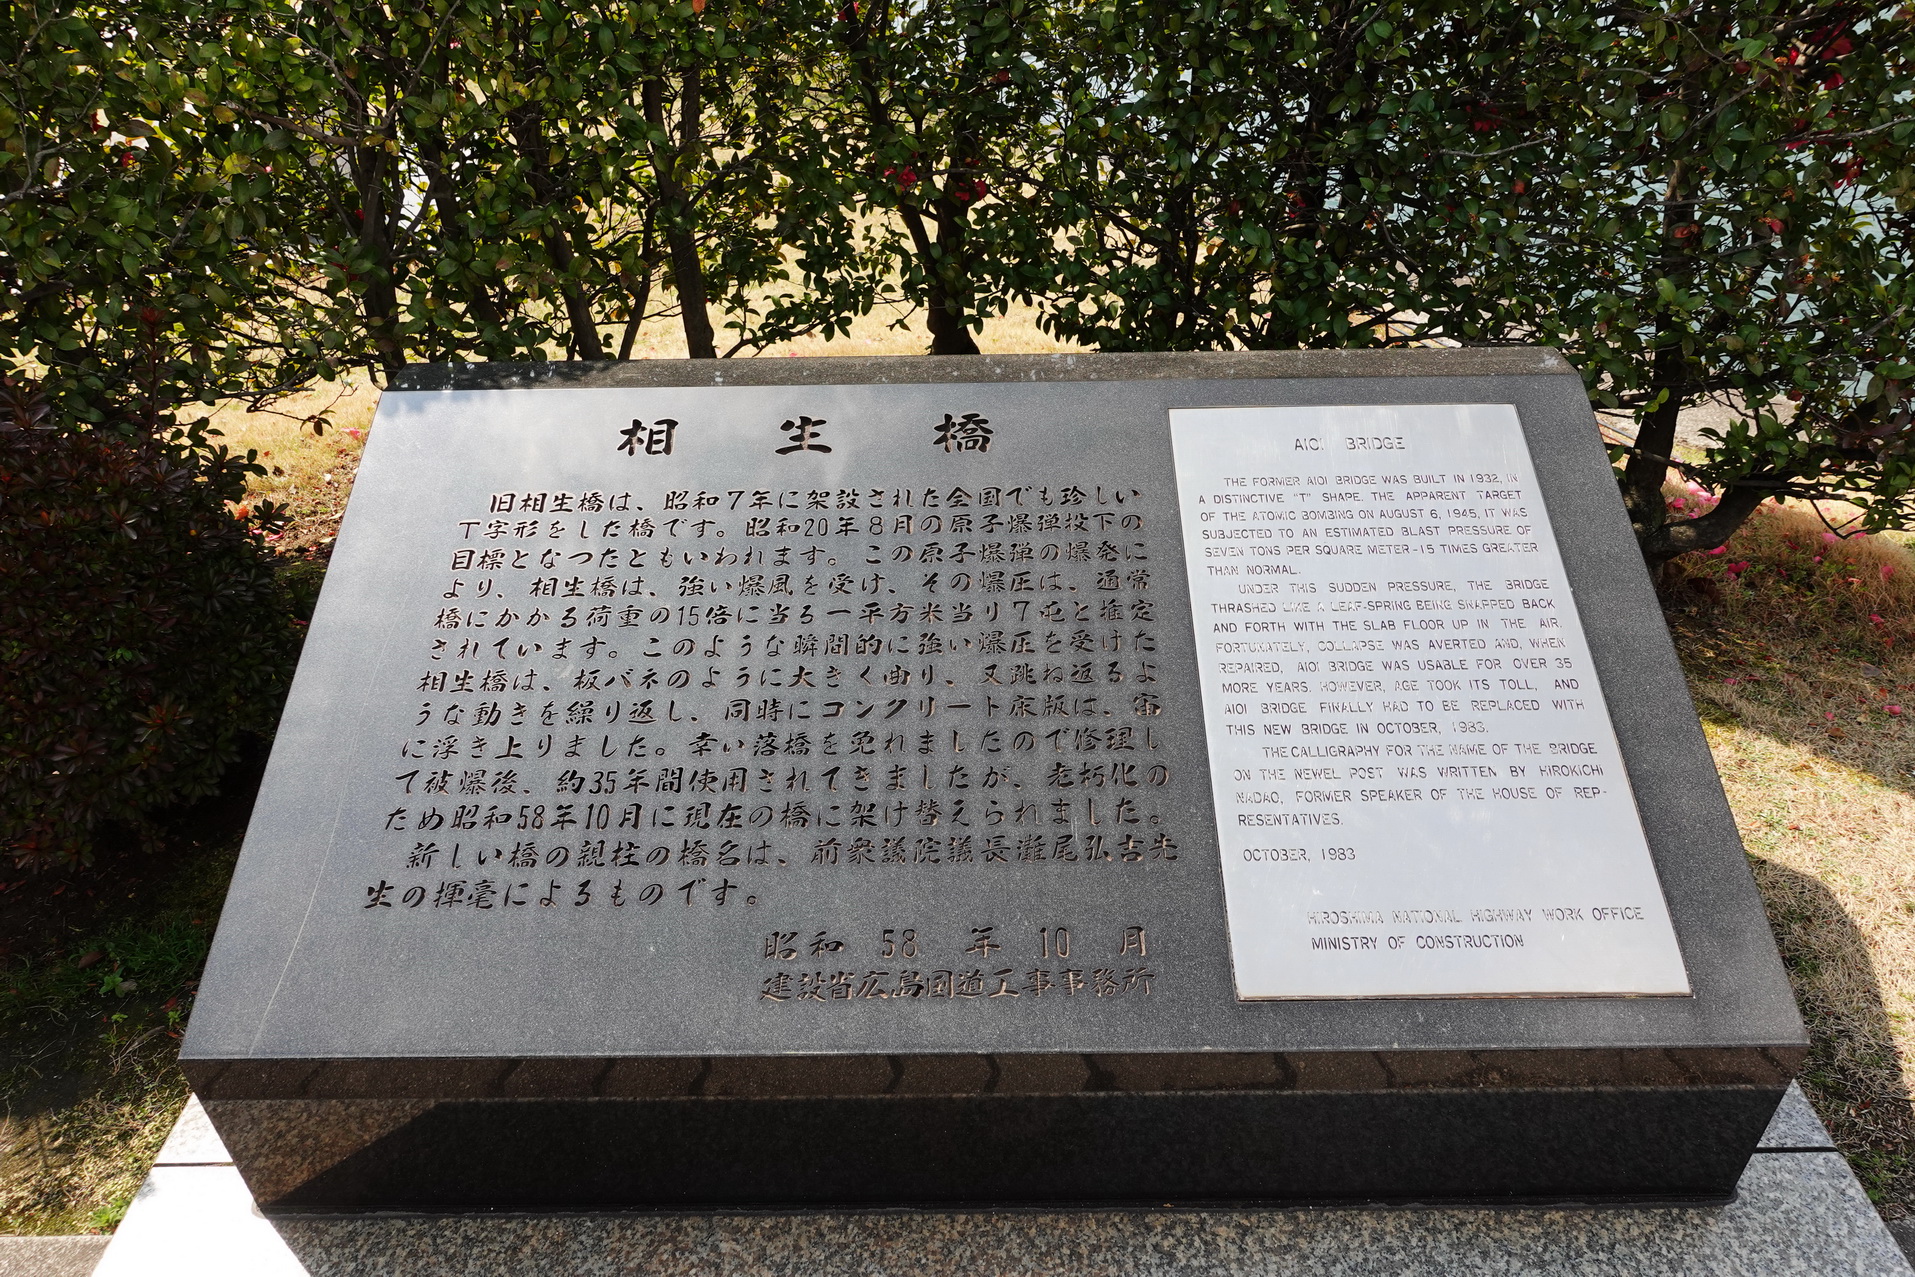 相生橋
旧相生橋は、昭和7年に架設された全国でも珍しい
T字形をした橋です。昭和20年8月の原子爆弾投下の
目標となつたともいわれます。この原子爆弾の爆発に
より、相生橋は、強い爆風を受け、その爆圧は、通常
橋にかかる荷重の15倍に当る一平方米当り7屯と推定
されています。このような瞬間的に強い爆圧を受けた
相生橋は、板バネのように大きく曲り、又跳ね返るよ
うな動きを繰り返し、同時にコンクリート床版は、宙
に浮き上りました。幸い落橋を免れましたので修理し
て被爆後、約35年間使用されてきましたが、老朽化の
ため昭和58年10月に現在の橋に架け替えられました。
新しい橋の親柱の橋名は、前衆議院議長灘尾弘吉先
生の揮毫によるものです。
昭和 58 年 10 月
建設省広島国道工事事務所
AIOI BRIDGE
THE FORMER AIOI BRIDGE WAS BUILT IN 1932, IN
A DISTINCTIVE "T" SHAPE. THE APPARENT TARGET
OF THE ATOMIC BOMBING ON AUGUST 6, 1945, IT WAS
SUBJECTED TO AN ESTIMATED BLAST PRESSURE OF
SEVEN TONS PER SQUARE METER-15 TIMES GREATER
THAN NORMAL.
UNDER THIS SUDDEN PRESSURE, THE BRIDGE
THRASHED LIKE A LEAF-SPRING BEING SNAPPED BACK
AND FORTH WITH THE SLAB FLOOR UP IN THE AIR.
FORTUNATELY, COLLAPSE WAS AVERTED AND, WHEN
REPAIRED, AIOI BRIDGE WAS USABLE FOR OVER 35
MORE YEARS. HOWEVER, AGE TOOK ITS TOLL, AND
AIOI BRIDGE FINALLY HAD TO BE REPLACED WITH
THIS NEW BRIDGE IN OCTOBER, 1983.
THE CALLIGRAPHY FOR THE NAME OF THE BRIDGE
ON THE NEWEL POST WAS WRITTEN BY HIROKICHI
NADAO, FORMER SPEAKER OF THE HOUSE OF REP-
RESENTATIVES.
OCTOBER, 1983
HIROSHIMA NATIONAL HIGHWAY WORK OFFICE
MINISTRY OF CONSTRUCTION